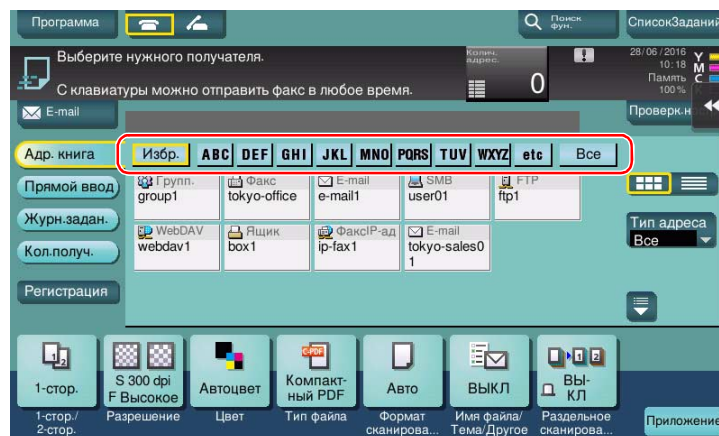 Программа
Поиск
фун.
СписокЗадани
Выберите нужного получателя.
С клавиатуры можно отправить факс в любое время.
Колич.
адрес.
0
28/06/2016
10:18
Память
100%
Y
M
C
E-mail
Проверк.н
Адр. книга
Избр. ABC DEF GHI JKL MNO PQRS TUV WXYZ etc Все
Прямой ввод
Журн.задан.
Кол.получ.
Регистрация
Групп.
group1
Факс
tokyo-office
E-mail
e-mail1
SMB
user01
FTP
ftp1
WebDAV
webdav1
Ящик
box1
ФаксIP-ад
ip-fax1
E-mail
tokyo-sales0
1
Тип адреса
Все
1-стор.
S 300 dpi
F Высокое
Автоцвет
C-PDF
Компакт-
ный PDF
Авто
ВЫКЛ
1 2
ВЫ-
КЛ
1-стор./
2-стор.
Разрешение
Цвет
Тип файла
Формат
сканирова...
Имя файла/
Тема/Другое
Раздельное
сканирова...
Приложение